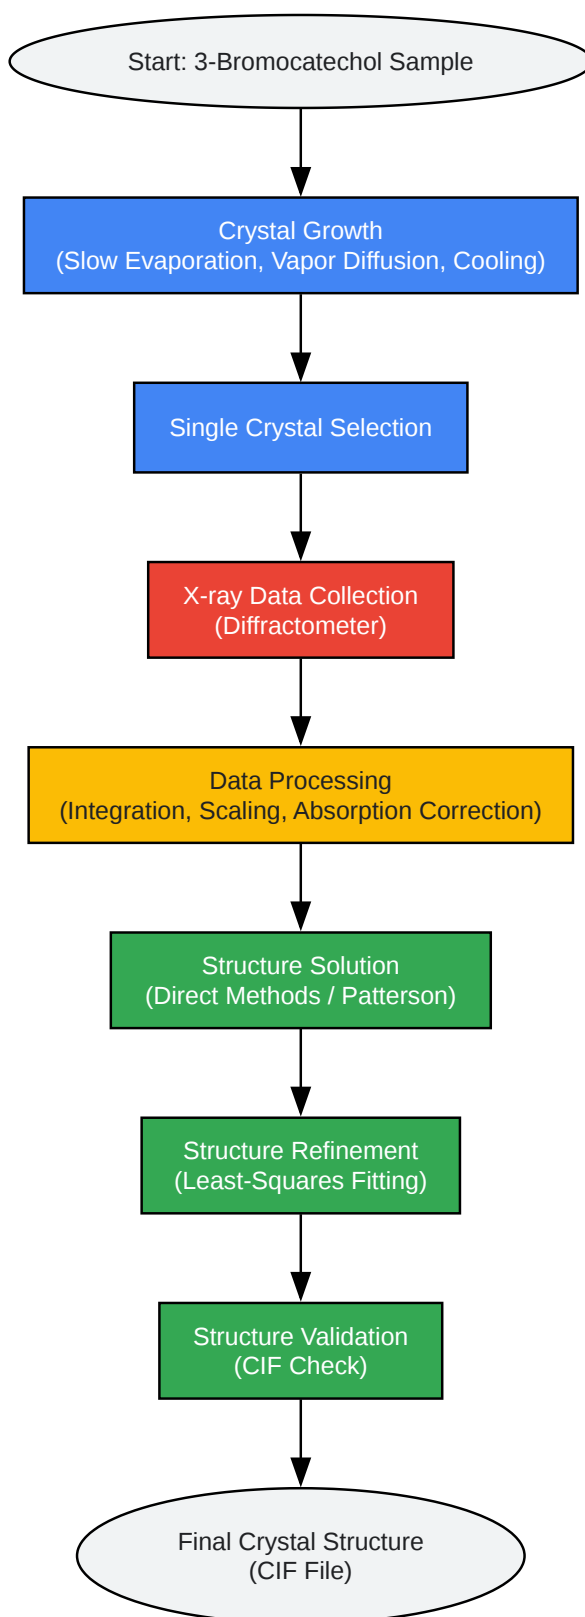 Start: 3-Bromocatechol Sample
Crystal Growth
(Slow Evaporation, Vapor Diffusion, Cooling)
Single Crystal Selection
X-ray Data Collection
(Diffractometer)
Data Processing
(Integration, Scaling, Absorption Correction)
Structure Solution
(Direct Methods / Patterson)
Structure Refinement
(Least-Squares Fitting)
Structure Validation
(CIF Check)
Final Crystal Structure
(CIF File)